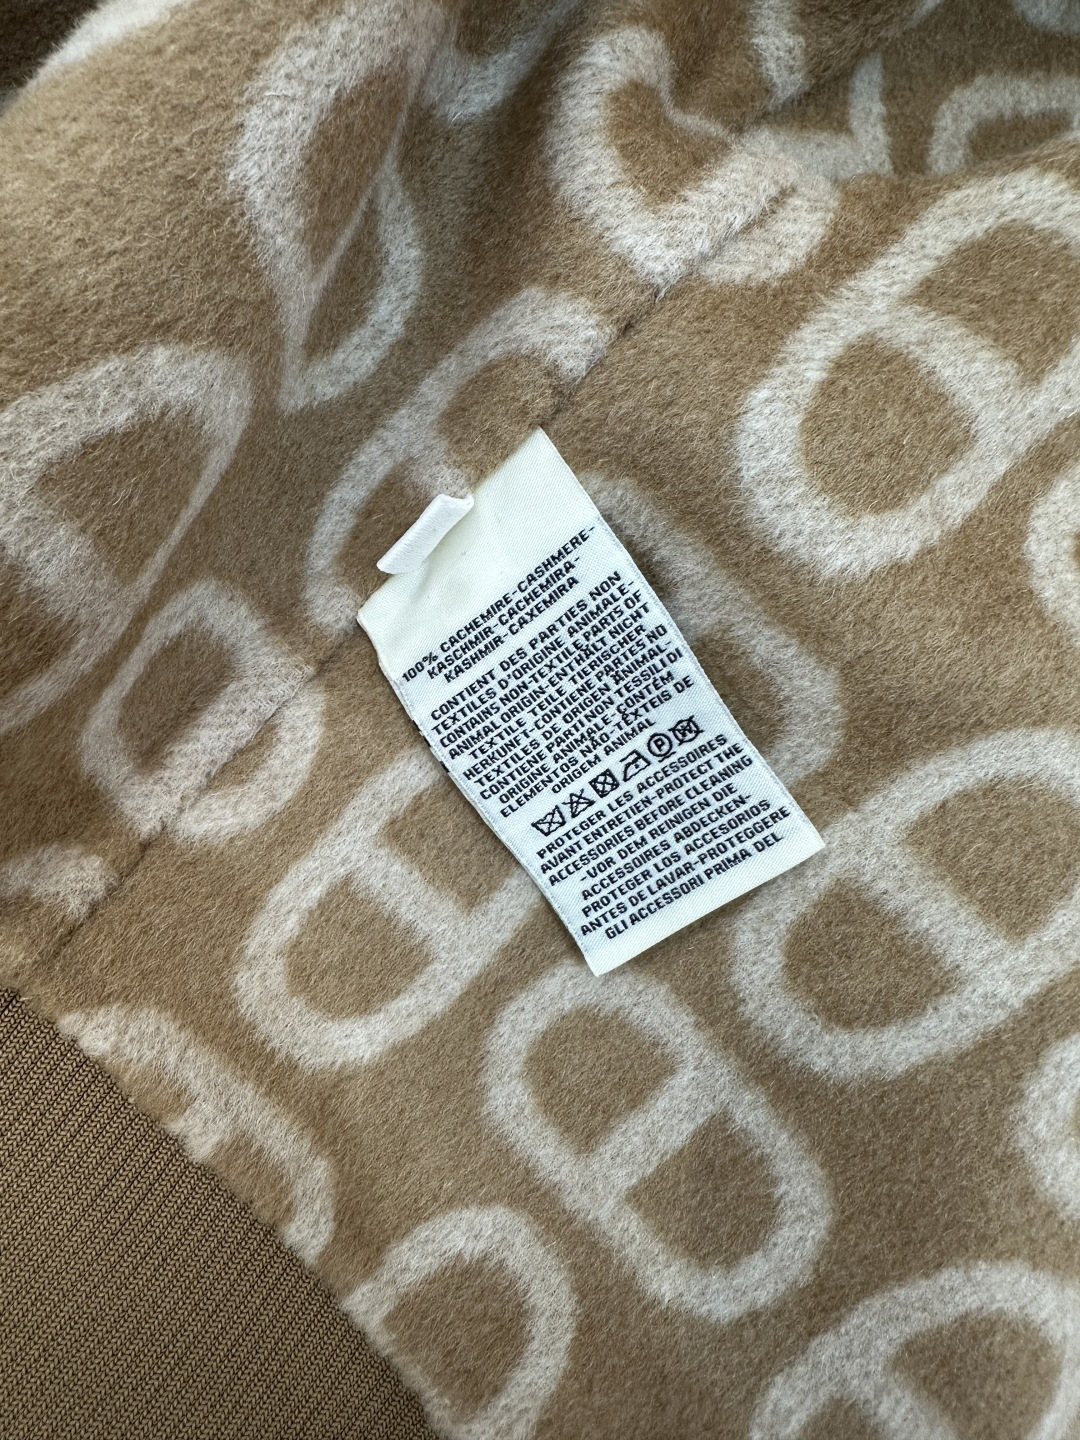 100% CACHEMIRE-CASHMERE-
KASCHMIR-CACHEMIRA-
KASHMIR-CAXEMIRA
CONTIENT DES PARTIES NON
TEXTILES D'ORIGINE ANIMALE-
CONTAINS NON-TEXTILE PARTS OF
ANIMAL ORIGIN-ENTHÄLT NICHT
TEXTILE TEILE TIERISCHER
HERKUNFT-CONTIENE PARTES NO
TEXTILES DE ORIGEN ANIMAL-
CONTIENE PARTI NON TESSILI DI
ORIGINE ANIMALE-CONTÉM
ELEMENTOS NÃO-TÊXTEIS DE
ORIGEM ANIMAL
P W
PROTEGER LES ACCESSOIRES
AVANT ENTRETIEN-PROTECT THE
ACCESSORIES BEFORE CLEANING
-VOR DEM REINIGEN DIE
ACCESSOIRES ABDECKEN-
PROTEGER LOS ACCESORIOS
ANTES DE LAVAR-PROTEGGERE
GLI ACCESSORI PRIMA DEL